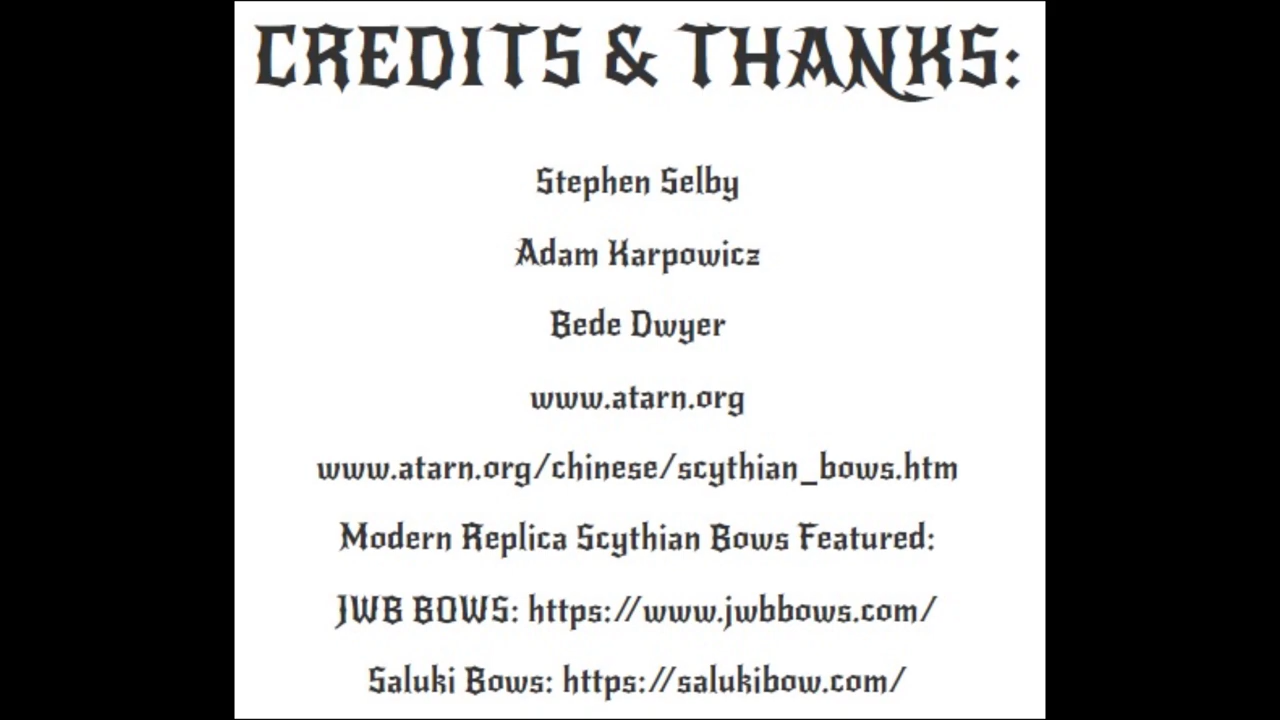 CREDITS & THANKS:
Stephen Selby
Adam Karpowicz
Bede Dwyer
www.atarn.org
www.atarn.org/chinese/scythian_bows.htm
Modern Replica Scythian Bows Featured:
JWB BOWS: https://www.jwbbows.com/
Saluki Bows: https://salukibow.com/